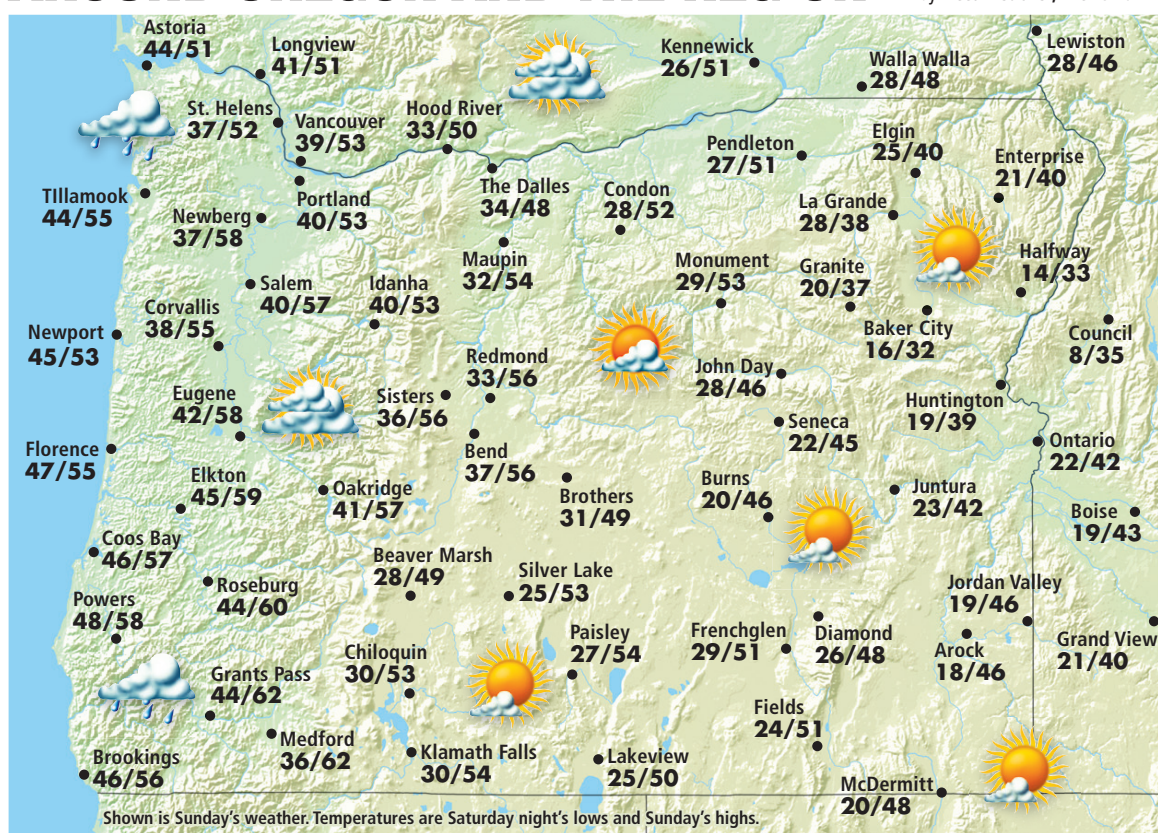 Astoria
44/51
Longview
41/51
Kennewick
26/51
Walla Walla
28/48
Lewiston
28/46
St. Helens
37/52
Vancouver
39/53
Hood River
33/50
Pendleton
27/51
Elgin
25/40
Enterprise
21/40
TIllamook
44/55
Newberg
37/58
Portland
40/53
The Dalles
34/48
Condon
28/52
La Grande
28/38
Maupin
32/54
Monument
29/53
Granite
20/37
Halfway
14/33
Salem
40/57
Idanha
40/53
Corvallis
38/55
Newport
45/53
Baker City
16/32
Council
8/35
Redmond
33/56
John Day
28/46
Eugene
42/58
Sisters
36/56
Huntington
19/39
Seneca
22/45
Florence
47/55
Bend
37/56
Ontario
22/42
Elkton
45/59
Oakridge
41/57
Brothers
31/49
Burns
20/46
Juntura
23/42
Boise
19/43
Coos Bay
46/57
Beaver Marsh
28/49
Silver Lake
25/53
Roseburg
44/60
Jordan Valley
19/46
Powers
48/58
Paisley
27/54
Frenchglen
29/51
Diamond
26/48
Arock
18/46
Grand View
21/40
Chiloquin
30/53
Grants Pass
44/62
Fields
24/51
Medford
36/62
Klamath Falls
30/54
Lakeview
25/50
Brookings
46/56
McDermitt
20/48
Shown is Sunday's weather. Temperatures are Saturday night's lows and Sunday's highs.